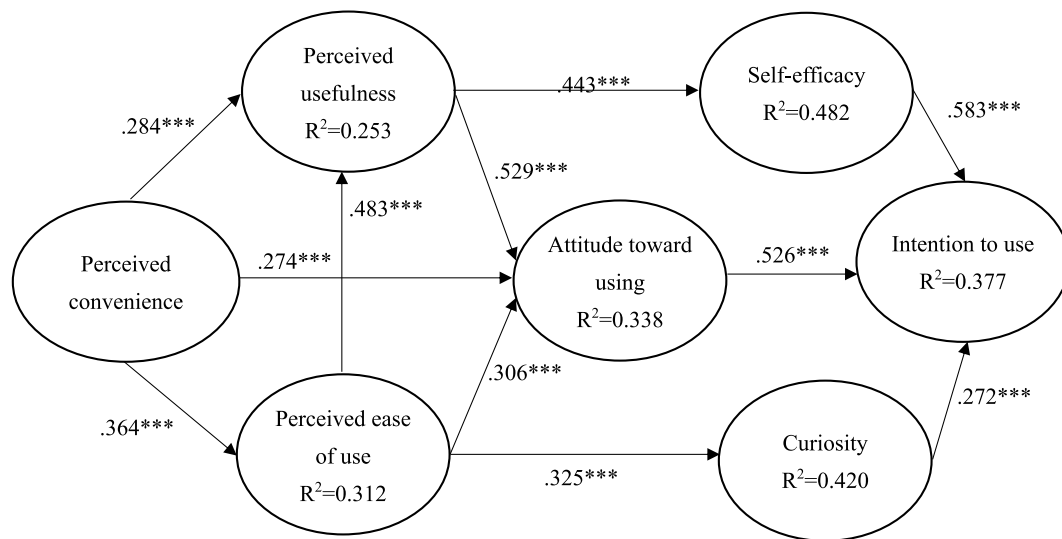 Perceived
usefulness
R²=0.253
Self-efficacy
R²=0.482
.443***
.284***
.583***
.529***
.483***
Perceived
convenience
.274***
Attitude toward
using
R²=0.338
.526***
Intention to use
R²=0.377
.306***
.364***
Perceived ease
of use
R²=0.312
.325***
Curiosity
R²=0.420
.272***